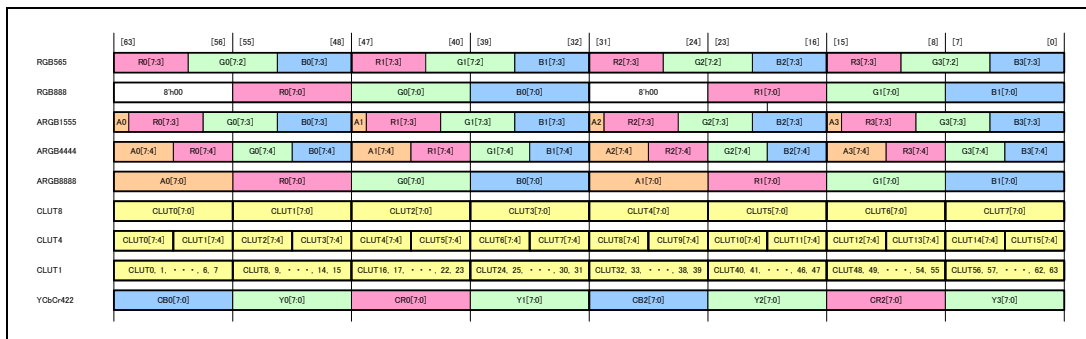 [63] [56] [55] [48] [47] [40] [39] [32] [31] [24] [23] [16] [15] [8] [7] [0]
RGB565 R0[7:3] G0[7:2] B0[7:3] R1[7:3] G1[7:2] B1[7:3] R2[7:3] G2[7:2] B2[7:3] R3[7:3] G3[7:2] B3[7:3]
RGB888 8'h00 R0[7:0] G0[7:0] B0[7:0] 8'h00 R1[7:0] G1[7:0] B1[7:0]
ARGB1555 A0 R0[7:3] G0[7:3] B0[7:3] A1 R1[7:3] G1[7:3] B1[7:3] A2 R2[7:3] G2[7:3] B2[7:3] A3 R3[7:3] G3[7:3] B3[7:3]
ARGB4444 A0[7:4] R0[7:4] G0[7:4] B0[7:4] A1[7:4] R1[7:4] G1[7:4] B1[7:4] A2[7:4] R2[7:4] G2[7:4] B2[7:4] A3[7:4] R3[7:4] G3[7:4] B3[7:4]
ARGB8888 A0[7:0] R0[7:0] G0[7:0] B0[7:0] A1[7:0] R1[7:0] G1[7:0] B1[7:0]
CLUT8 CLUT0[7:0] CLUT1[7:0] CLUT2[7:0] CLUT3[7:0] CLUT4[7:0] CLUT5[7:0] CLUT6[7:0] CLUT7[7:0]
CLUT4 CLUT0[7:4] CLUT1[7:4] CLUT2[7:4] CLUT3[7:4] CLUT4[7:4] CLUT5[7:4] CLUT6[7:4] CLUT7[7:4] CLUT8[7:4] CLUT9[7:4] CLUT10[7:4] CLUT11[7:4] CLUT12[7:4] CLUT13[7:4] CLUT14[7:4] CLUT15[7:4]
CLUT1 CLUT0, 1, ・・・, 6, 7 CLUT8, 9, ・・・, 14, 15 CLUT16, 17, ・・・, 22, 23 CLUT24, 25, ・・・, 30, 31 CLUT32, 33, ・・・, 38, 39 CLUT40, 41, ・・・, 46, 47 CLUT48, 49, ・・・, 54, 55 CLUT56, 57, ・・・, 62, 63
YCbCr422 CB0[7:0] Y0[7:0] CR0[7:0] Y1[7:0] CB2[7:0] Y2[7:0] CR2[7:0] Y3[7:0]